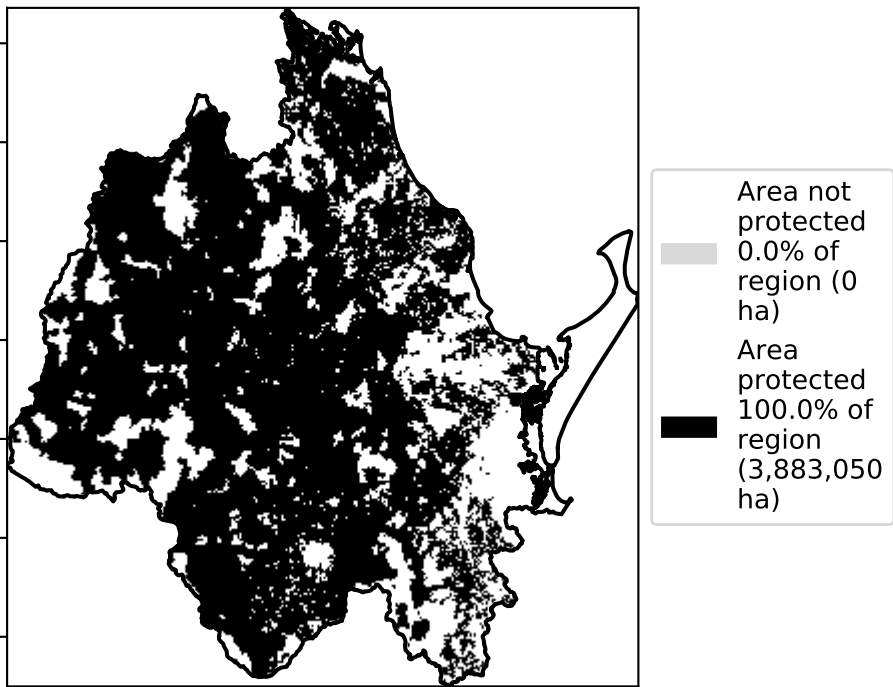 Area not
protected
0.0% of
region (0
ha)
Area
protected
100.0% of
region
(3,883,050
ha)